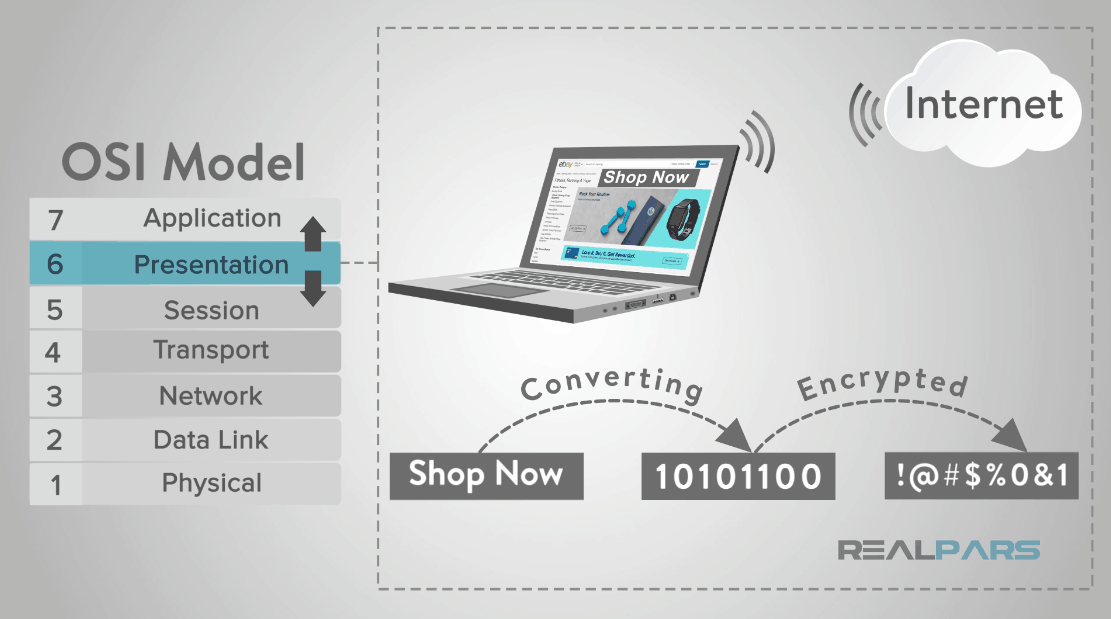 OSI Model
7 Application
6 Presentation
5 Session
4 Transport
3 Network
2 Data Link
1 Physical
Internet
ebay
Shop Now
Converting
Encrypted
Shop Now
10101100
!@#$%0&1
REALPARS